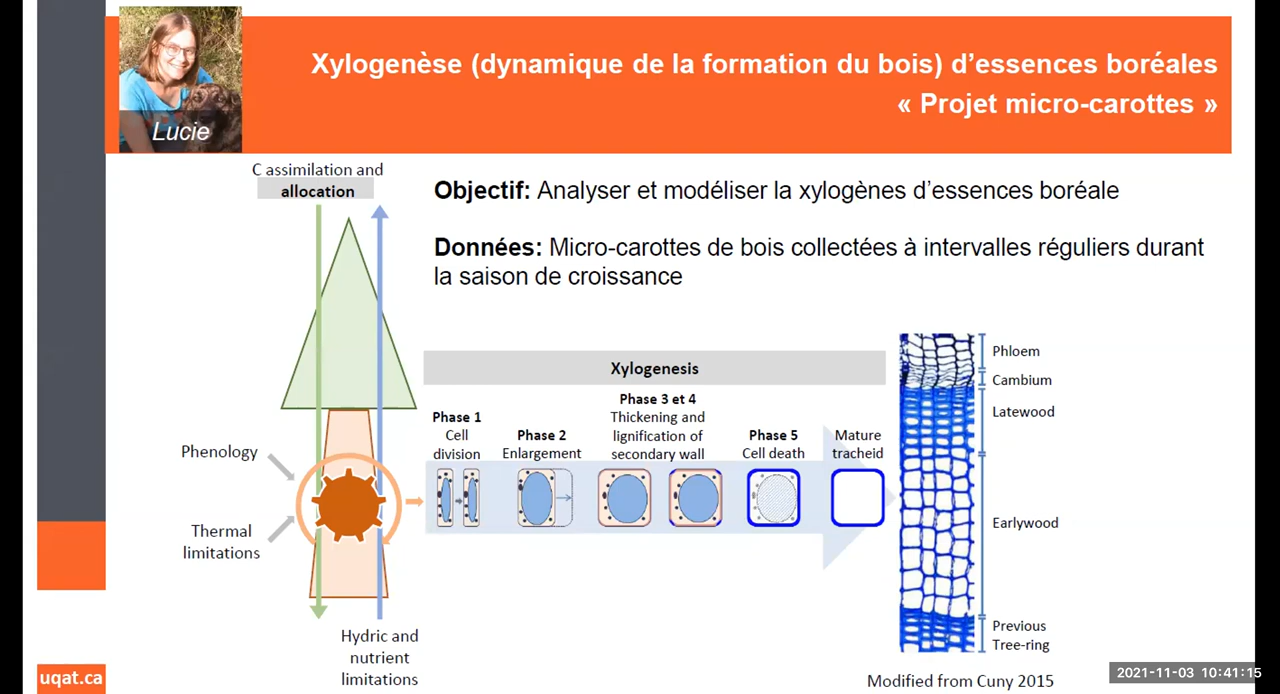 Xylogenèse (dynamique de la formation du bois) d'essences boréales
« Projet micro-carottes »
Lucie
C assimilation and
allocation
Objectif: Analyser et modéliser la xylogènes d'essences boréale
Données: Micro-carottes de bois collectées à intervalles réguliers durant
la saison de croissance
Xylogenesis
Phase 1
Cell
division
Phase 2
Enlargement
Phase 3 et 4
Thickening and
lignification of
secondary wall
Phase 5
Cell death
Mature
tracheid
Phenology
Thermal
limitations
Hydric and
nutrient
limitations
Phloem
Cambium
Latewood
Earlywood
Previous
Tree-ring
Modified from Cuny 2015
uqat.ca
2021-11-03 10:41:15